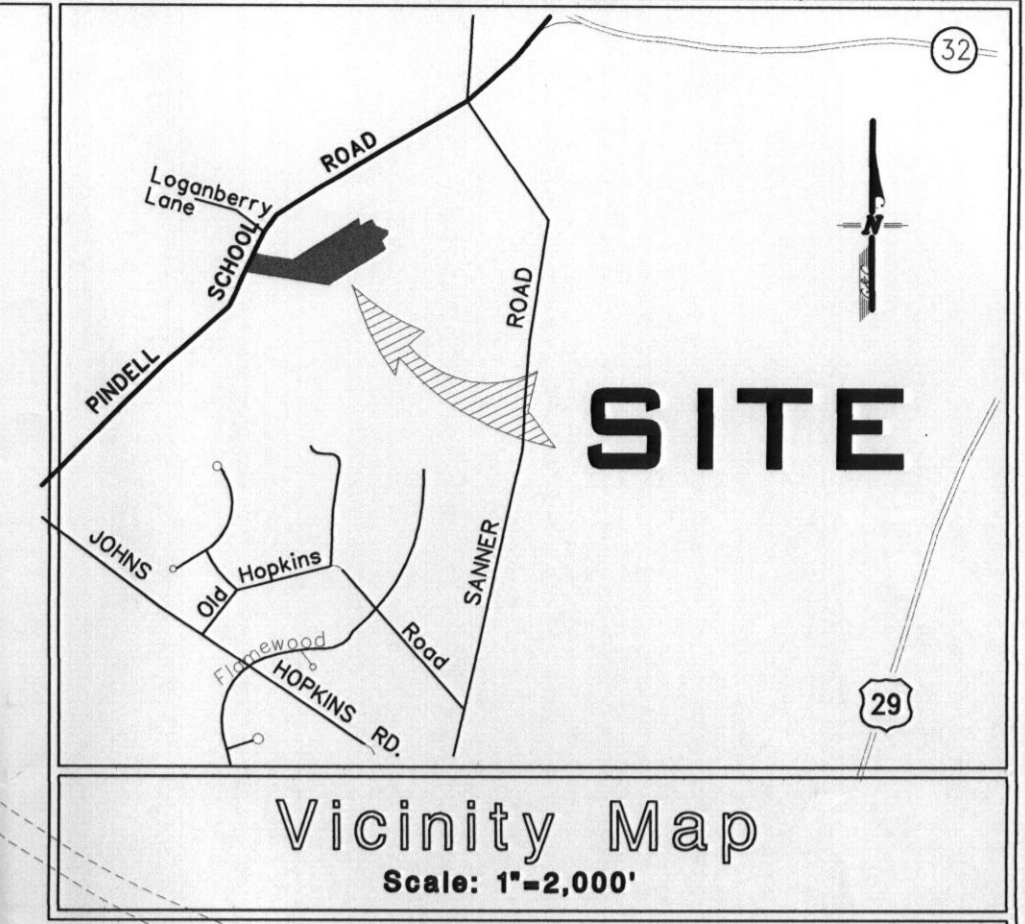 32
ROAD
Loganberry
Lane
N
SCHOOL
ROAD
PINDELL
SITE
JOHNS
Hopkins
SANNER
Old
Road
Flamewood
HOPKINS
RD.
29
Vicinity Map
Scale: 1"=2,000'